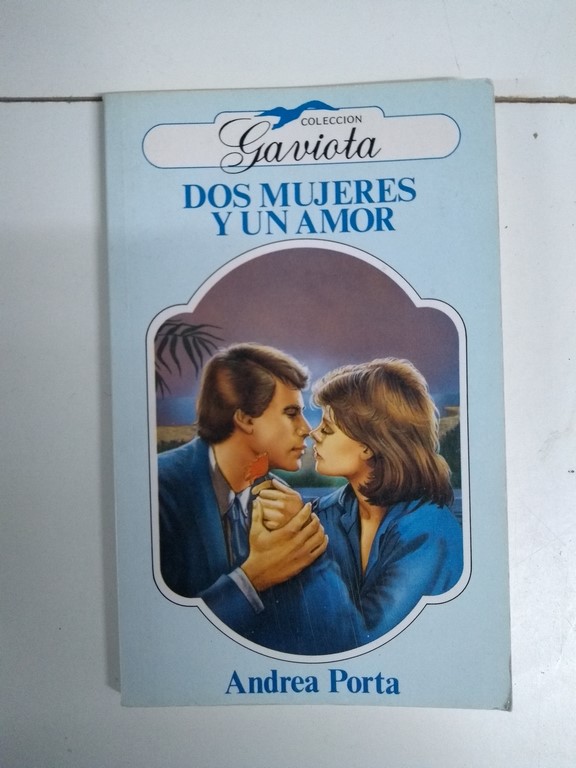 COLECCION
Gaviota
DOS MUJERES
Y UN AMOR
Andrea Porta